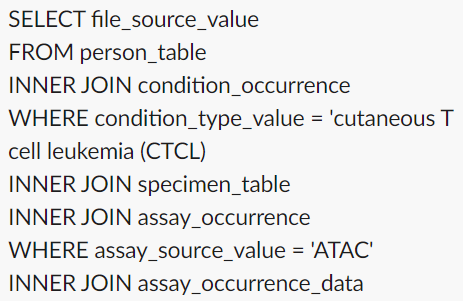 SELECT file_source_value
FROM person_table
INNER JOIN condition_occurrence
WHERE condition_type_value = 'cutaneous T
cell leukemia (CTCL)
INNER JOIN specimen_table
INNER JOIN assay_occurrence
WHERE assay_source_value = 'ATAC'
INNER JOIN assay_occurrence_data